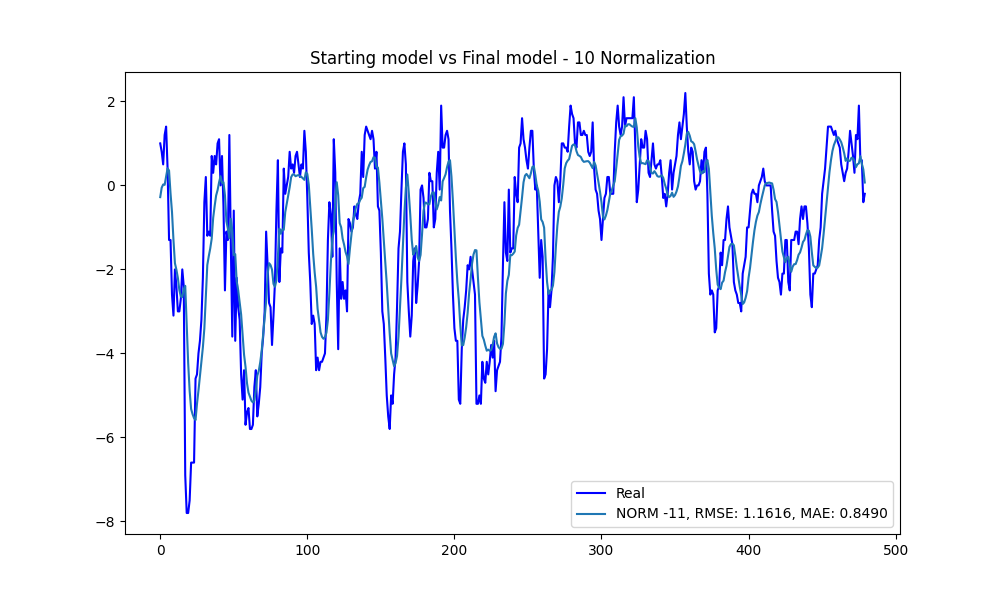 Starting model vs Final model - 10 Normalization
2
0
−2
−4
−6
−8
0 100 200 300 400 500
Real
NORM -11, RMSE: 1.1616, MAE: 0.8490